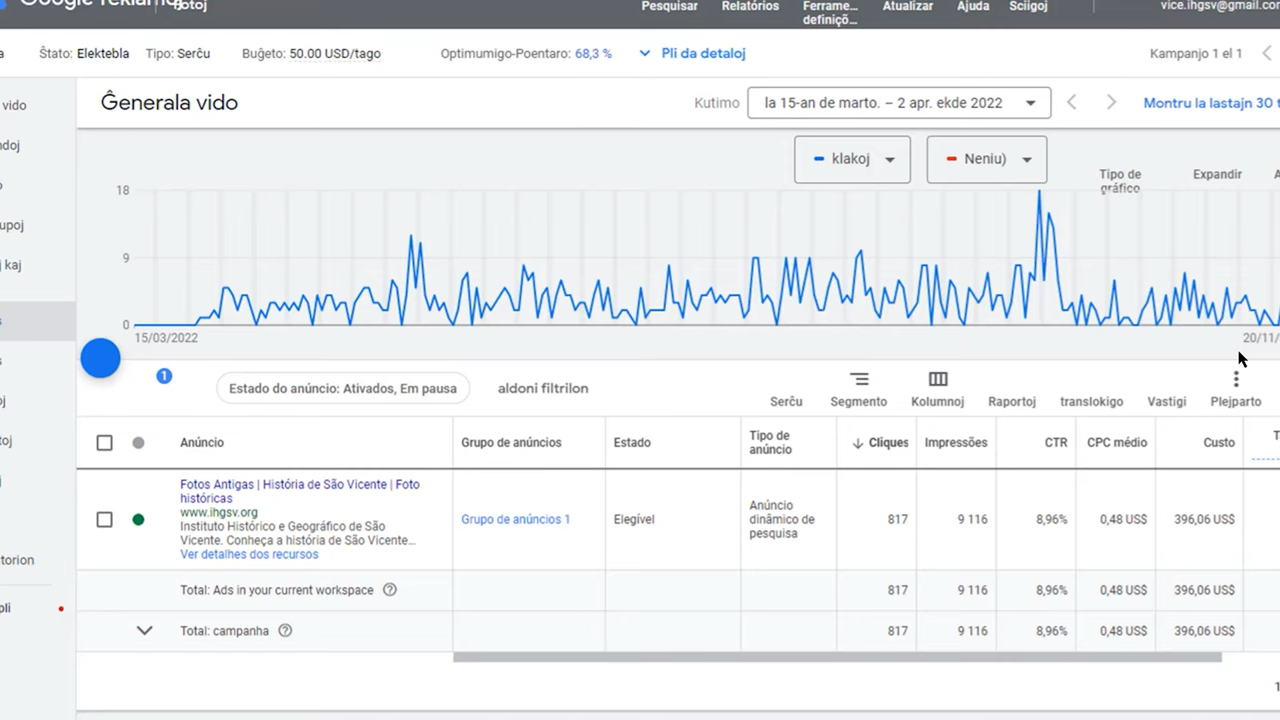 Google reklamoj
fotoj
Pesquisar
Relatórios
Ferrame...
definiçõ...
Atualizar
Ajuda
Sciigoj
vice.ihgsv@gmail.com
Ŝtato: Elektebla
Tipo: Serĉu
Buĝeto: 50.00 USD/tago
Optimumigo-Poentaro: 68,3 %
Pli da detaloj
Kampanjo 1 el 1
vido
Ĝenerala vido
Kutimo
la 15-an de marto. – 2 apr. ekde 2022
Montru la lastajn 30 t
klakoj
Neniu)
Tipo de
gráfico
Expandir
18
9
0
15/03/2022
20/11/
1
Estado do anúncio: Ativados, Em pausa
aldoni filtrilon
Serĉu
Segmento
Kolumnoj
Raportoj
translokigo
Vastigi
Plejparto
Anúncio
Grupo de anúncios
Estado
Tipo de
anúncio
Cliques
Impressões
CTR
CPC médio
Custo
Fotos Antigas | História de São Vicente | Foto
históricas
www.ihgsv.org
Instituto Histórico e Geográfico de São
Vicente. Conheça a história de São Vicente...
Ver detalhes dos recursos
Grupo de anúncios 1
Elegível
Anúncio
dinâmico de
pesquisa
817
9 116
8,96%
0,48 US$
396,06 US$
Total: Ads in your current workspace
817
9 116
8,96%
0,48 US$
396,06 US$
Total: campanha
817
9 116
8,96%
0,48 US$
396,06 US$